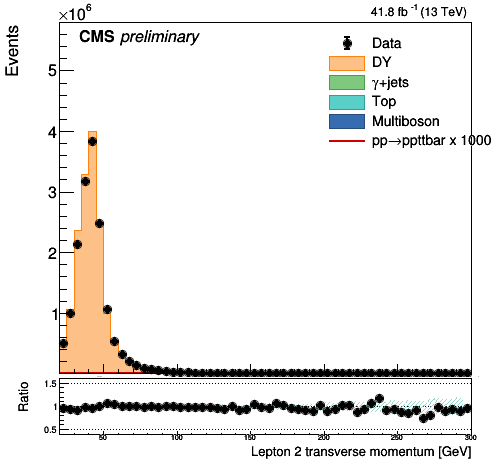 ×10⁶
41.8 fb⁻¹ (13 TeV)
CMS preliminary
Events
Data
DY
γ+jets
Top
Multiboson
pp→ppttbar x 1000
5
4
3
2
1
Ratio
1.5
1
0.5
50 100 150 200 250 300
Lepton 2 transverse momentum [GeV]